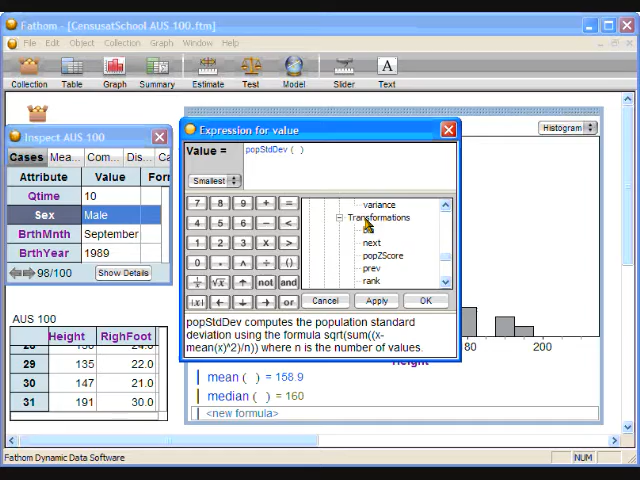 Fathom - [CensusatSchool AUS 100.ftm]
File Edit Object Collection Graph Window Help
Collection Table Graph Summary Estimate Test Model Slider Text
Inspect AUS 100
Cases Mea... Com... Dis... Ca
Attribute Value For
Qtime 10
Sex Male
BrthMnth September
BrthYear 1989
98/100 Show Details
AUS 100
Height RighFoot
29 135 22.0
30 147 21.0
31 191 30.0
Expression for value
Value = popStdDev ( )
Smallest
7 8 9 + =
4 5 6 − <
1 2 3 × >
0 . ^ ÷ ()
not and
|x| or
variance
Transformations
next
popZScore
prev
rank
Cancel Apply OK
popStdDev computes the population standard
deviation using the formula sqrt(sum((x-
mean(x)^2)/n)) where n is the number of values.
Histogram
200
Height
mean ( ) = 158.9
median ( ) = 160
<new formula>
Fathom Dynamic Data Software
NUM